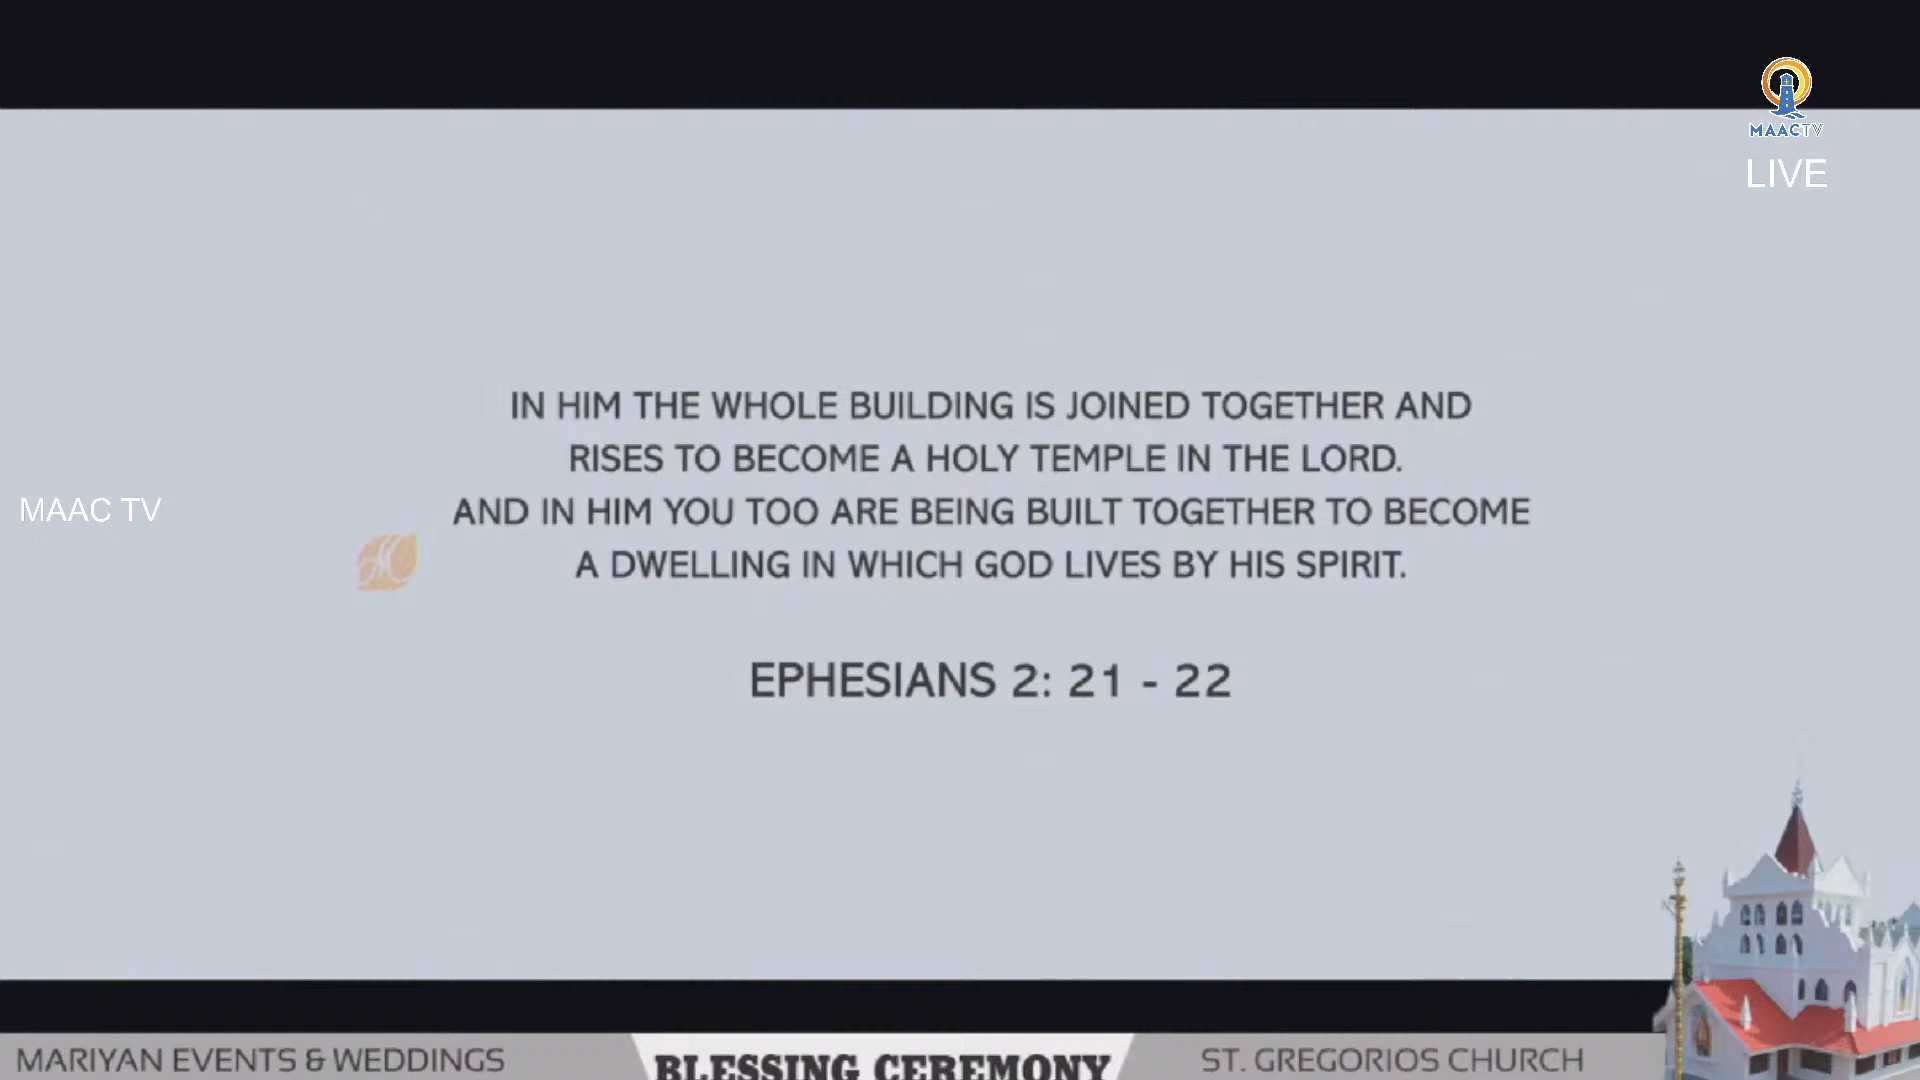 MAACTV
LIVE
IN HIM THE WHOLE BUILDING IS JOINED TOGETHER AND
RISES TO BECOME A HOLY TEMPLE IN THE LORD.
AND IN HIM YOU TOO ARE BEING BUILT TOGETHER TO BECOME
A DWELLING IN WHICH GOD LIVES BY HIS SPIRIT.
MAAC TV
EPHESIANS 2: 21 - 22
MARIYAN EVENTS & WEDDINGS
BLESSING CEREMONY
ST. GREGORIOS CHURCH